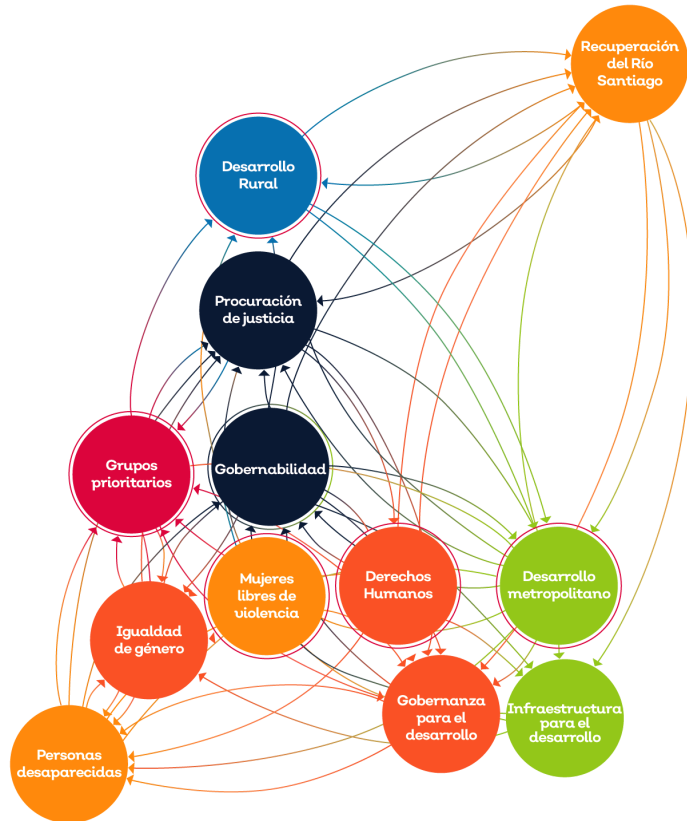 Recuperación
del Río
Santiago
Desarrollo
Rural
Procuración
de justicia
Grupos
prioritarios
Gobernabilidad
Mujeres
libres de
violencia
Derechos
Humanos
Desarrollo
metropolitano
Igualdad
de género
Gobernanza
para el
desarrollo
Infraestructura
para el
desarrollo
Personas
desaparecidas